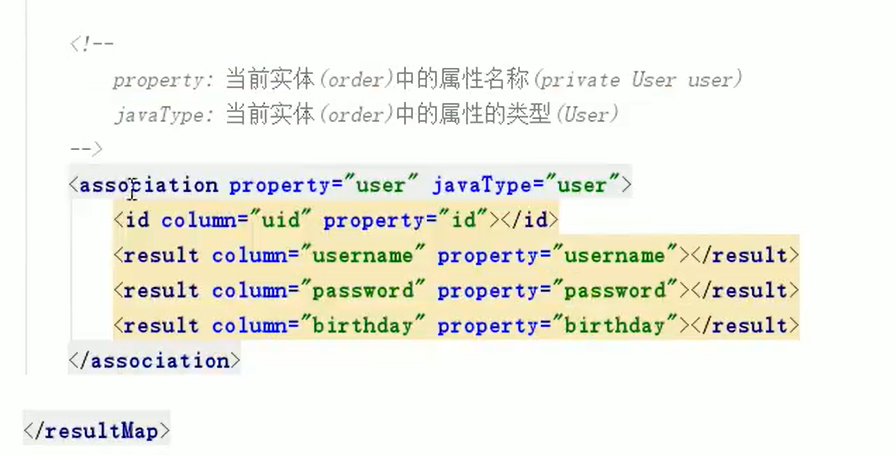 <!--
property: 当前实体(order)中的属性名称(private User user)
javaType: 当前实体(order)中的属性的类型(User)
-->
<association property="user" javaType="user">
<id column="uid" property="id"></id>
<result column="username" property="username"></result>
<result column="password" property="password"></result>
<result column="birthday" property="birthday"></result>
</association>
</resultMap>